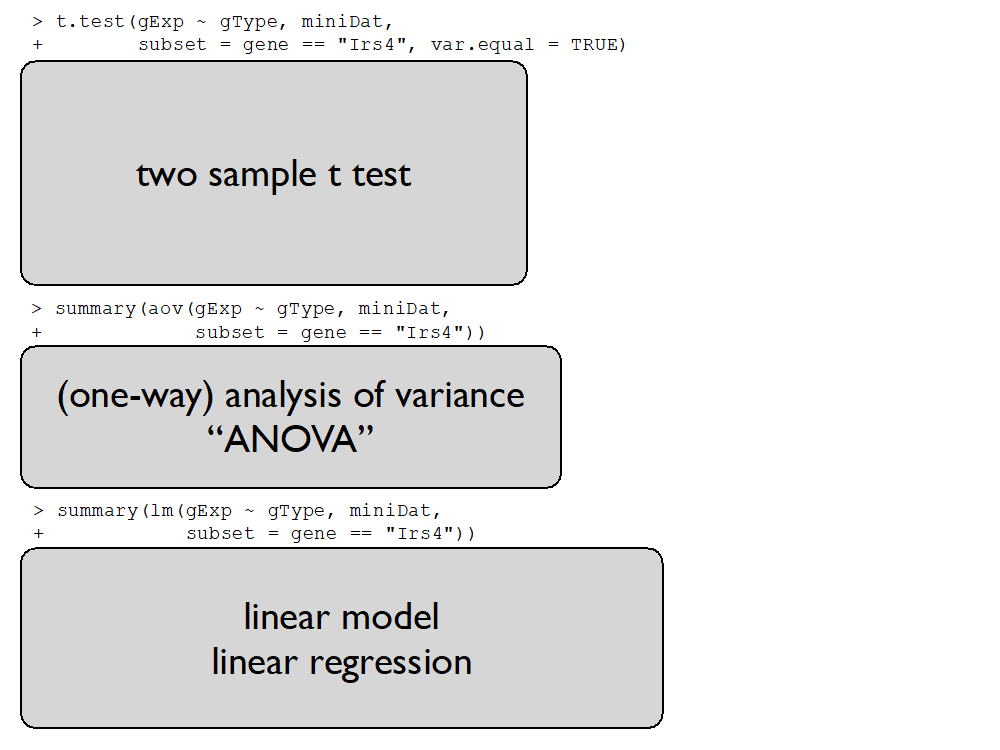 > t.test(gExp ~ gType, miniDat,
+        subset = gene == "Irs4", var.equal = TRUE)
two sample t test
> summary(aov(gExp ~ gType, miniDat,
+             subset = gene == "Irs4"))
(one-way) analysis of variance
“ANOVA”
> summary(lm(gExp ~ gType, miniDat,
+            subset = gene == "Irs4"))
linear model
linear regression